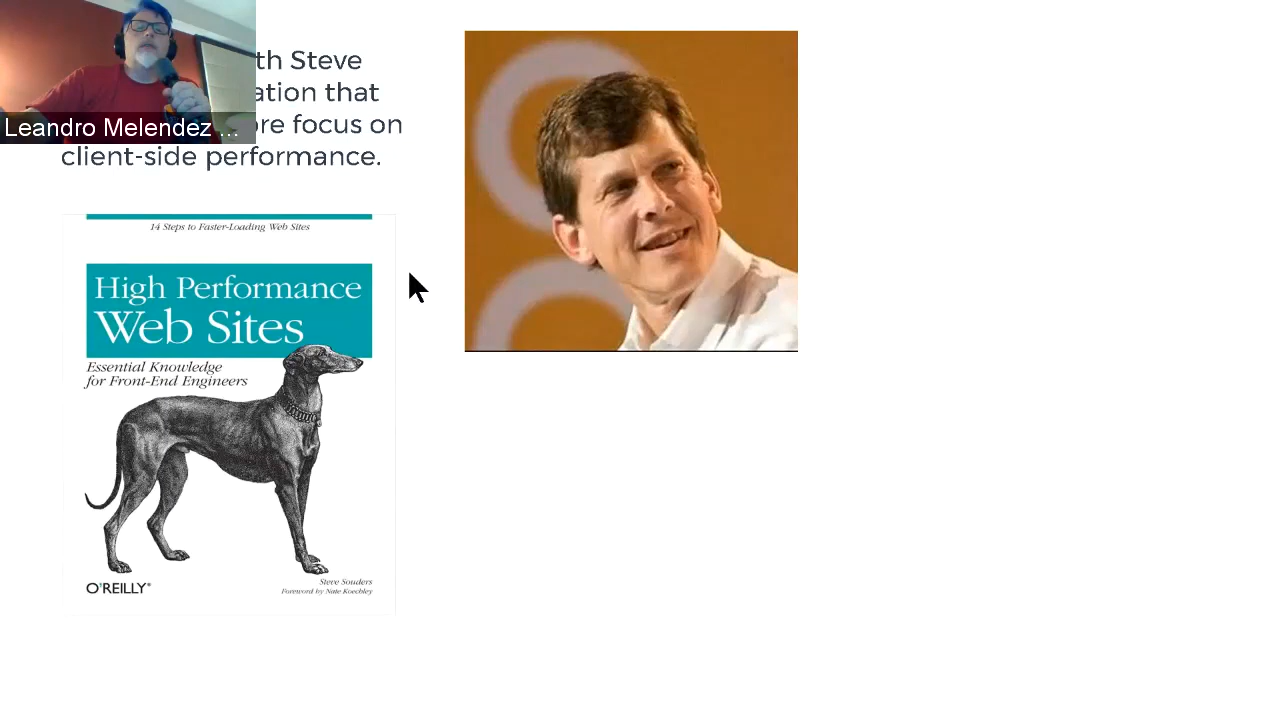 th Steve
ation that
Leandro Melendez ...
ore focus on
client-side performance.
14 Steps to Faster-Loading Web Sites
High Performance
Web Sites
Essential Knowledge
for Front-End Engineers
O'REILLY®
Steve Souders
Foreword by Nate Koechley